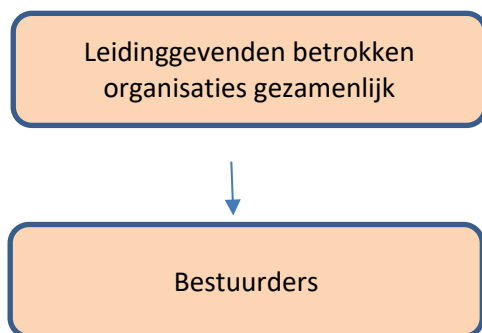 Leidinggevenden betrokken
organisaties gezamenlijk
Bestuurders